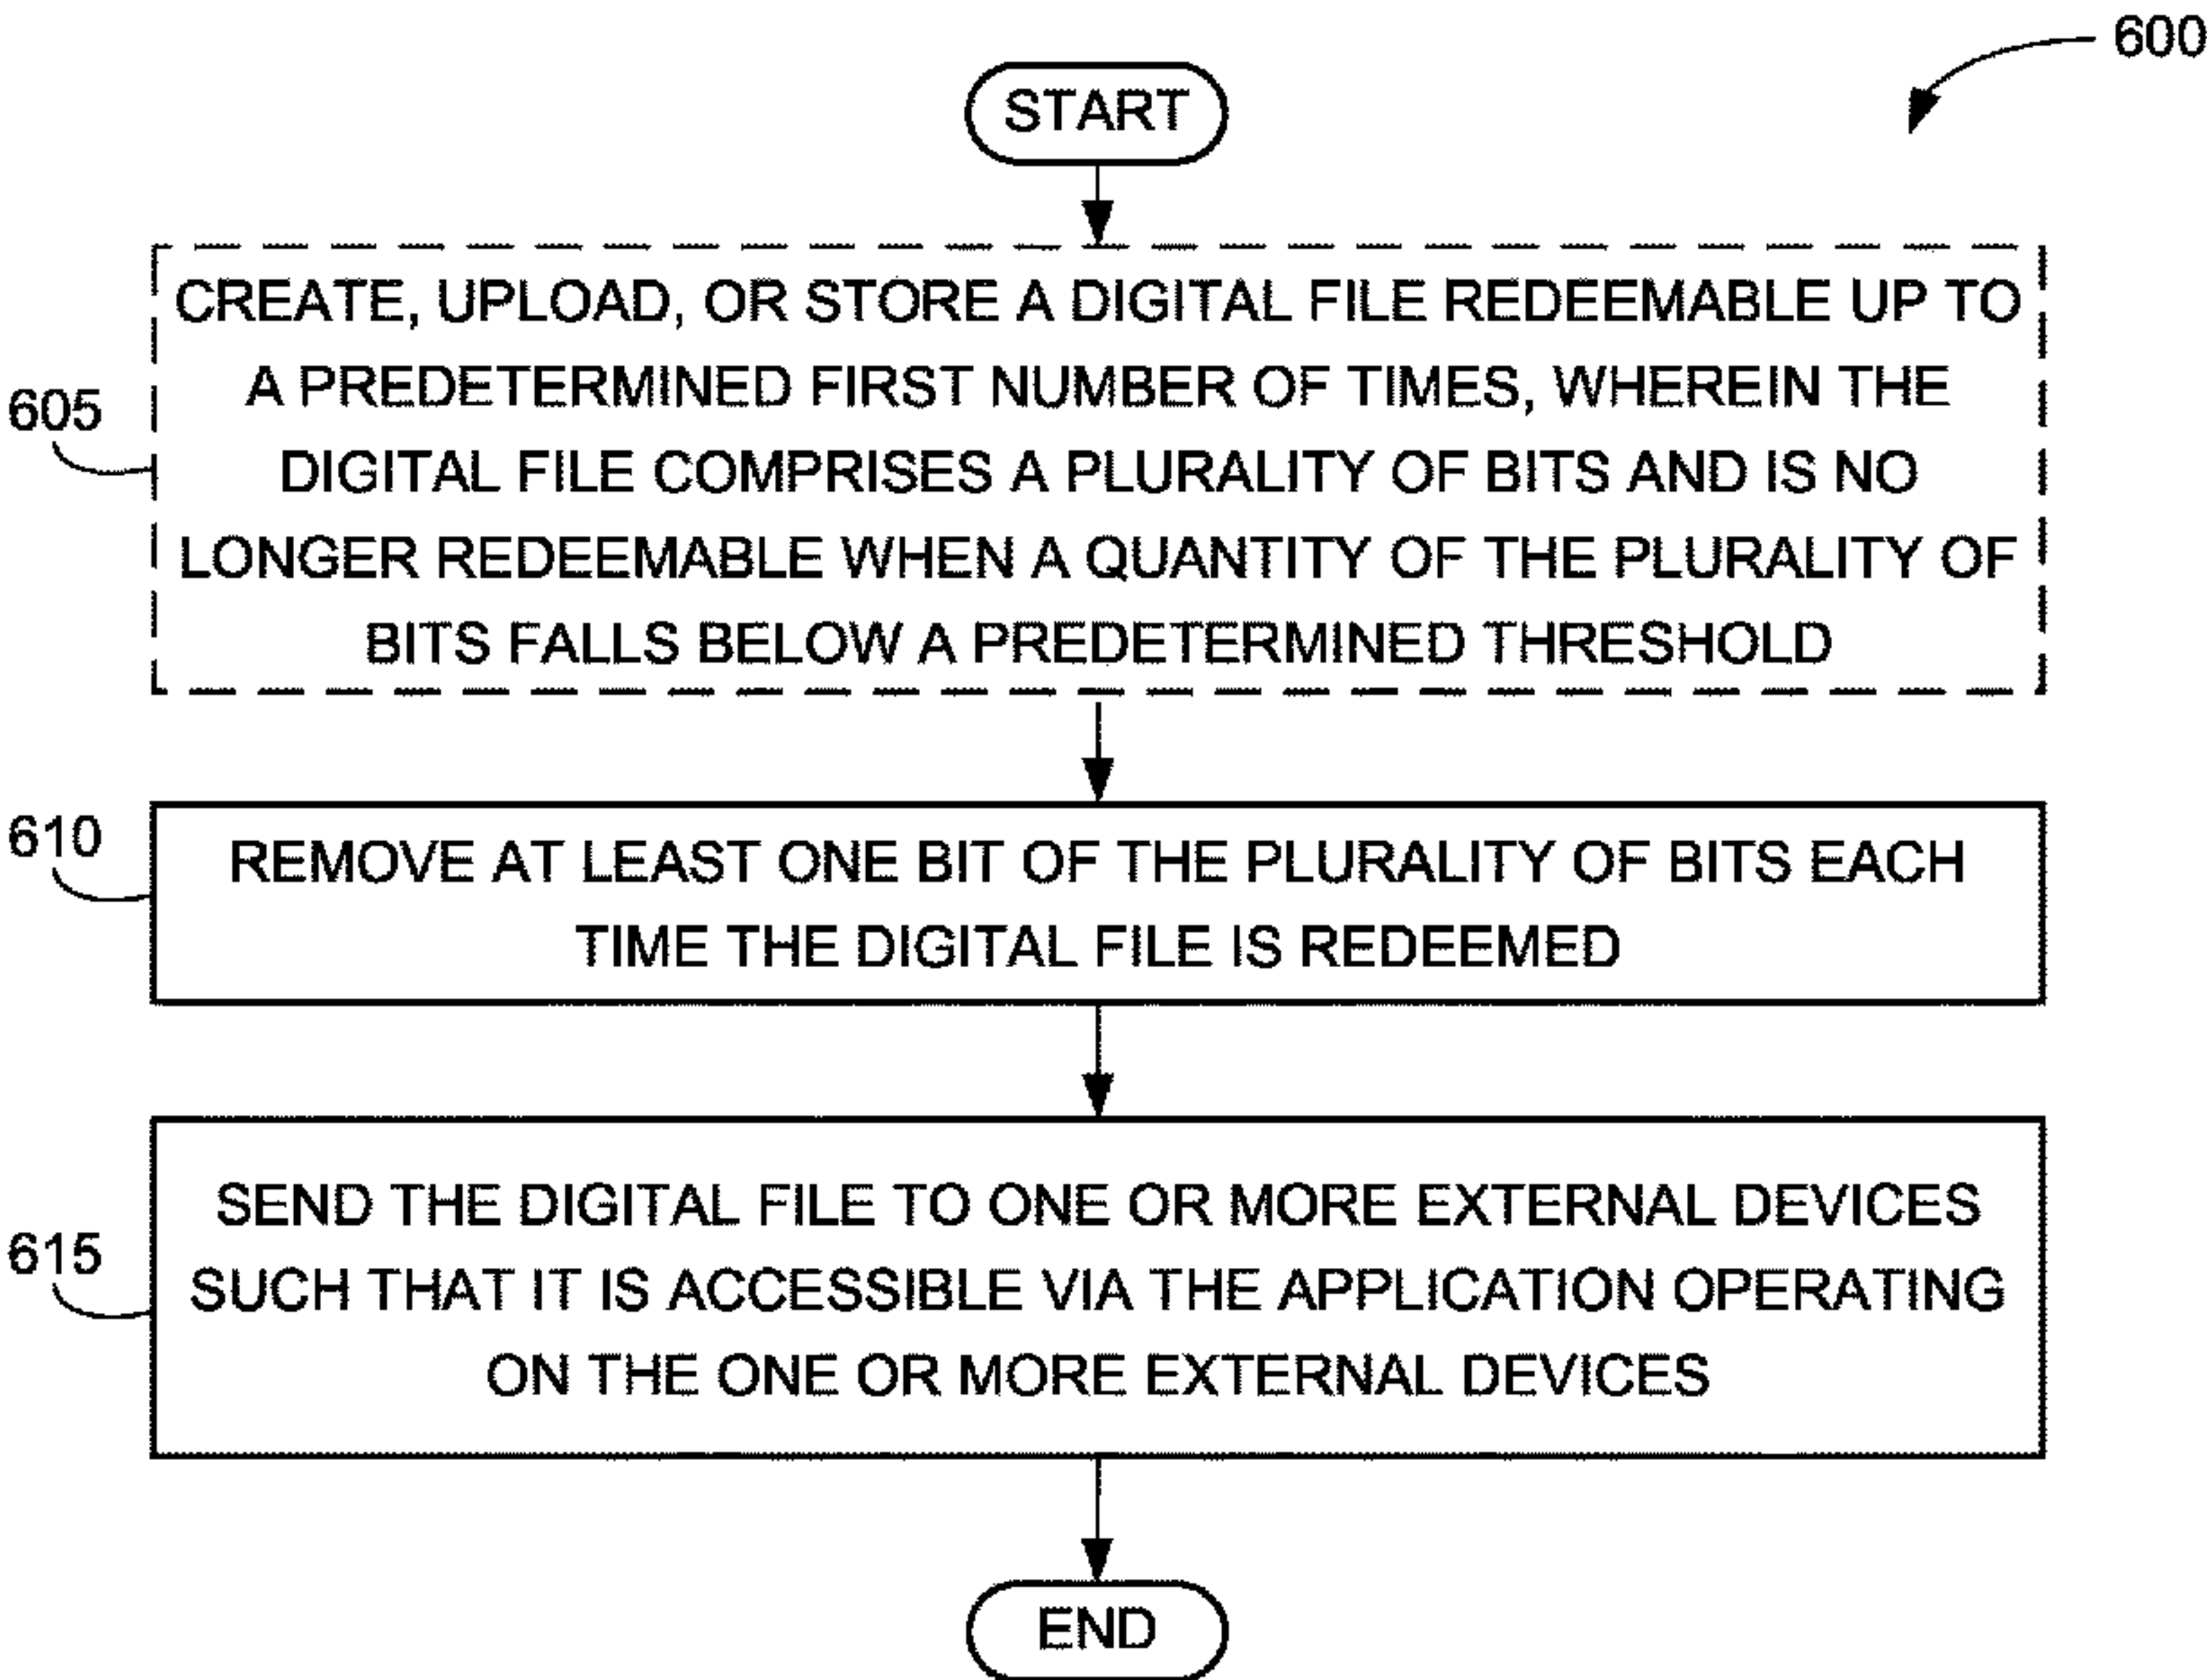 600
START
605
CREATE, UPLOAD, OR STORE A DIGITAL FILE REDEEMABLE UP TO
A PREDETERMINED FIRST NUMBER OF TIMES, WHEREIN THE
DIGITAL FILE COMPRISES A PLURALITY OF BITS AND IS NO
LONGER REDEEMABLE WHEN A QUANTITY OF THE PLURALITY OF
BITS FALLS BELOW A PREDETERMINED THRESHOLD
610
REMOVE AT LEAST ONE BIT OF THE PLURALITY OF BITS EACH
TIME THE DIGITAL FILE IS REDEEMED
615
SEND THE DIGITAL FILE TO ONE OR MORE EXTERNAL DEVICES
SUCH THAT IT IS ACCESSIBLE VIA THE APPLICATION OPERATING
ON THE ONE OR MORE EXTERNAL DEVICES
END